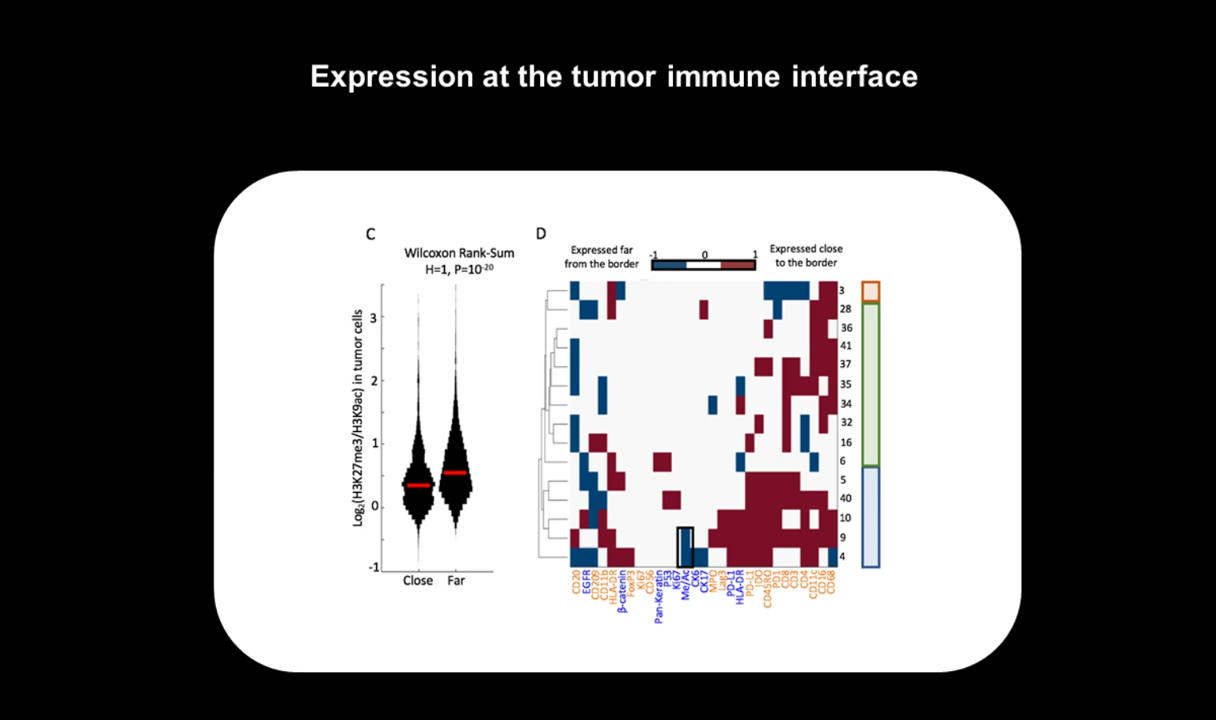 Expression at the tumor immune interface
C
Wilcoxon Rank-Sum
H=1, P=10-20
Log2(H3K27me3/H3K9ac) in tumor cells
3
2
1
0
-1
Close Far
D
Expressed far
from the border
-1 0 1
Expressed close
to the border
3
28
36
41
37
35
34
32
16
6
5
40
10
9
4
CD20
EGFR
CD209
CD11b
HLA-DR
β-catenin
FoxP3
Ki67
CD56
Pan-Keratin
P53
Ki67
Me/Ac
CK6
CK17
MPO
Lag3
PD-L1
HLA-DR
PD-L1
IDO
CD45RO
PD1
CD8
CD3
CD4
CD11c
CD16
CD68